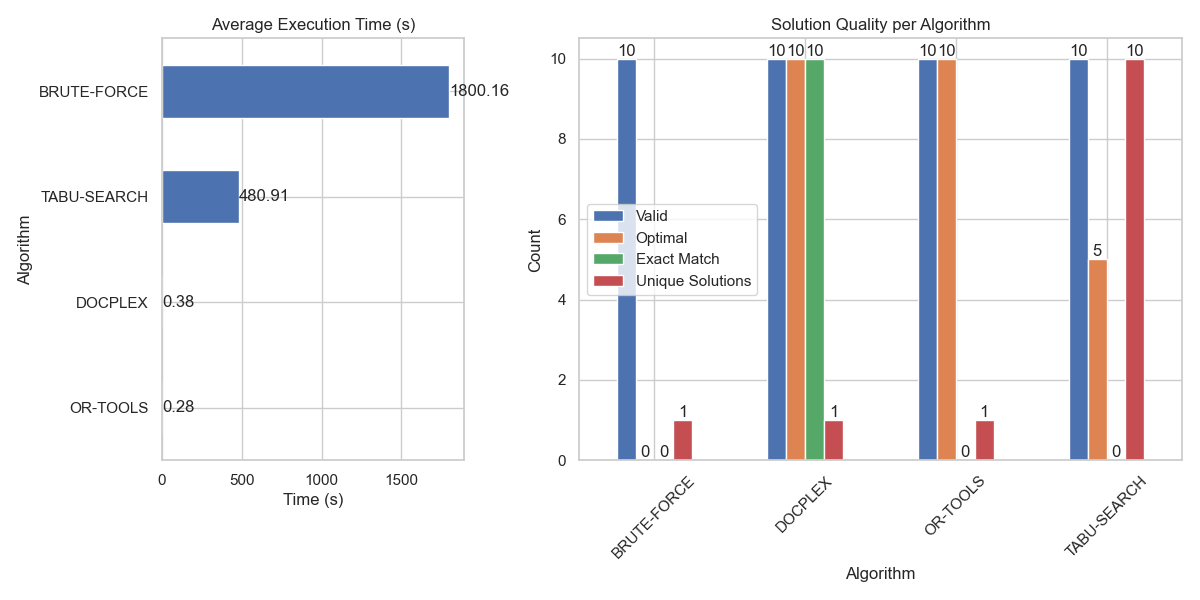 Average Execution Time (s)
BRUTE-FORCE
1800.16
TABU-SEARCH
480.91
DOCPLEX
0.38
OR-TOOLS
0.28
Algorithm
0 500 1000 1500
Time (s)
Solution Quality per Algorithm
10
8
6
4
2
0
Count
10 0 0 1
10 10 10 1
10 10 0 1
10 5 0 10
Valid
Optimal
Exact Match
Unique Solutions
BRUTE-FORCE
DOCPLEX
OR-TOOLS
TABU-SEARCH
Algorithm